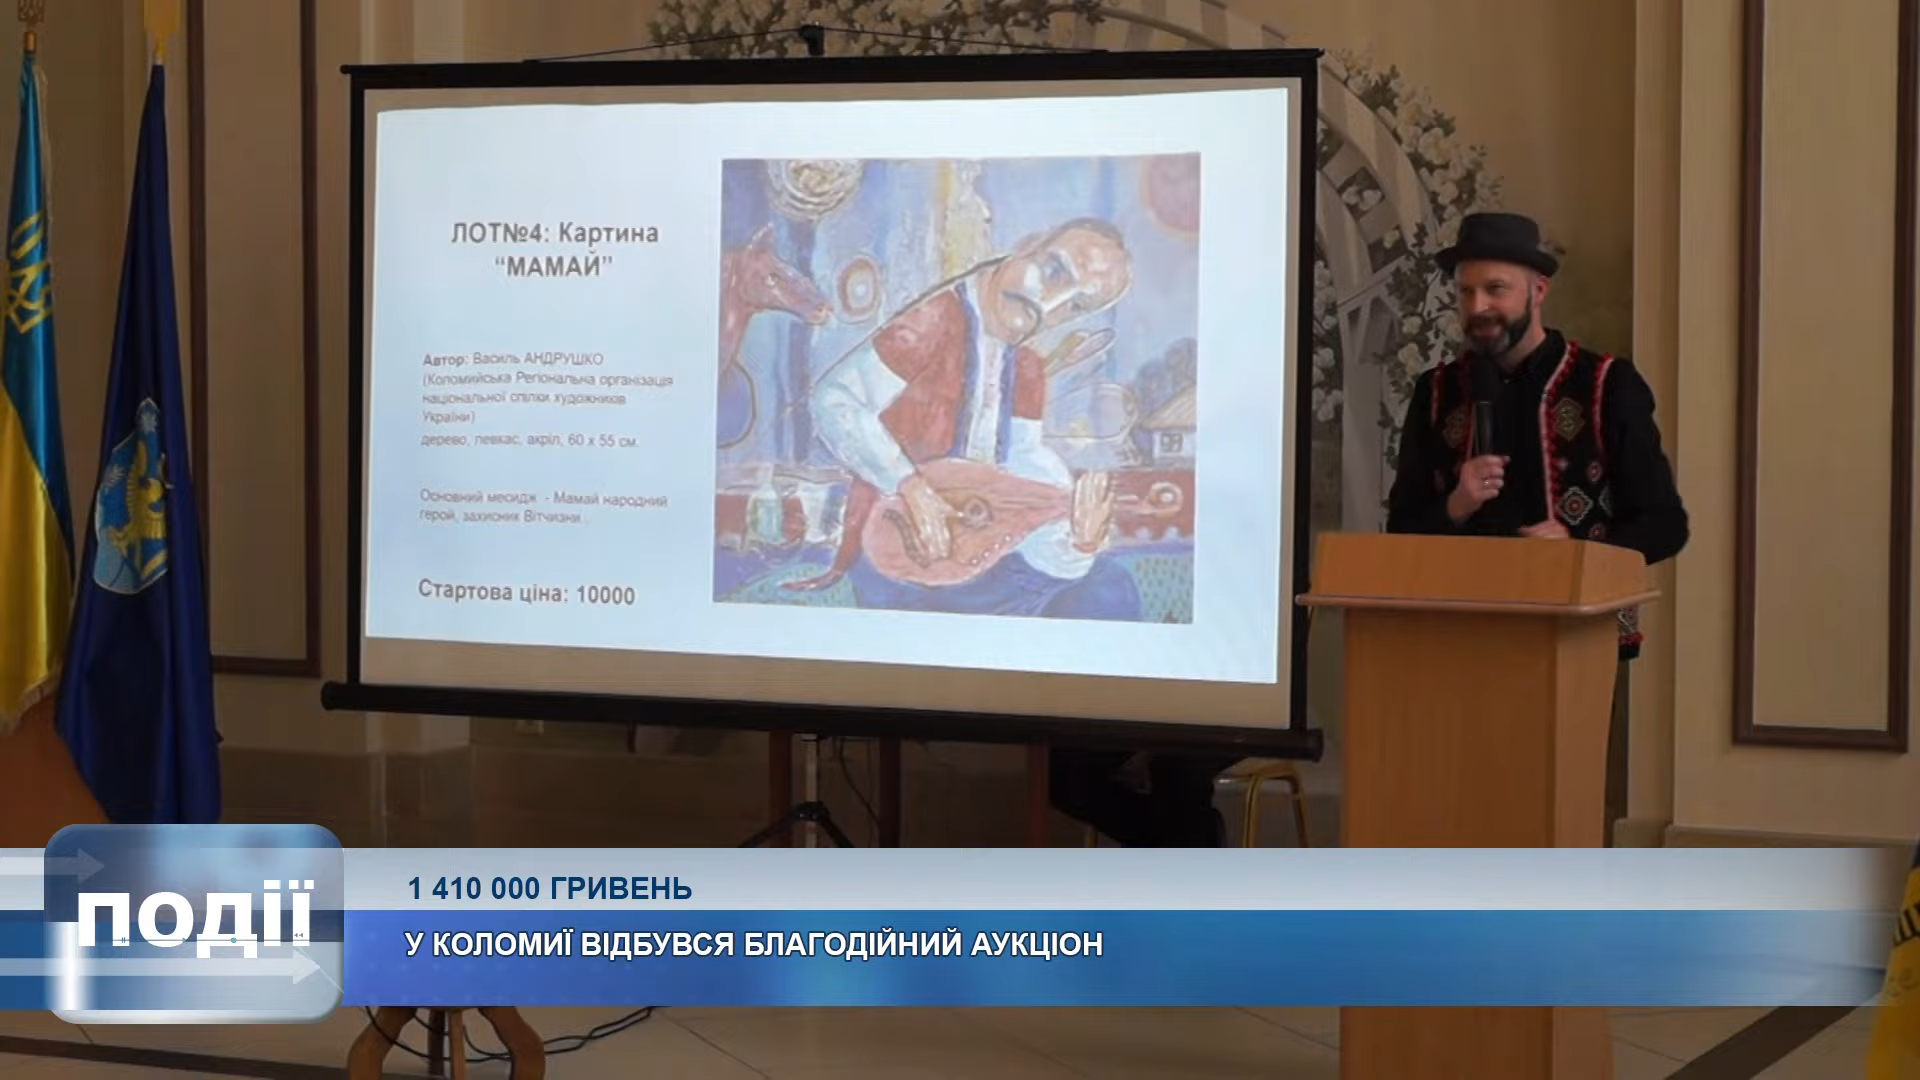 ЛОТ№4: Картина
“МАМАЙ”
Автор: Василь АНДРУШКО
(Коломийська Регіональна організація
національної спілки художників
України)
дерево, левкас, акріл, 60 х 55 см.
Основний месидж - Мамай народний
герой, захисник Вітчизни...
Стартова ціна: 10000
події
1 410 000 ГРИВЕНЬ
У КОЛОМИЇ ВІДБУВСЯ БЛАГОДІЙНИЙ АУКЦІОН